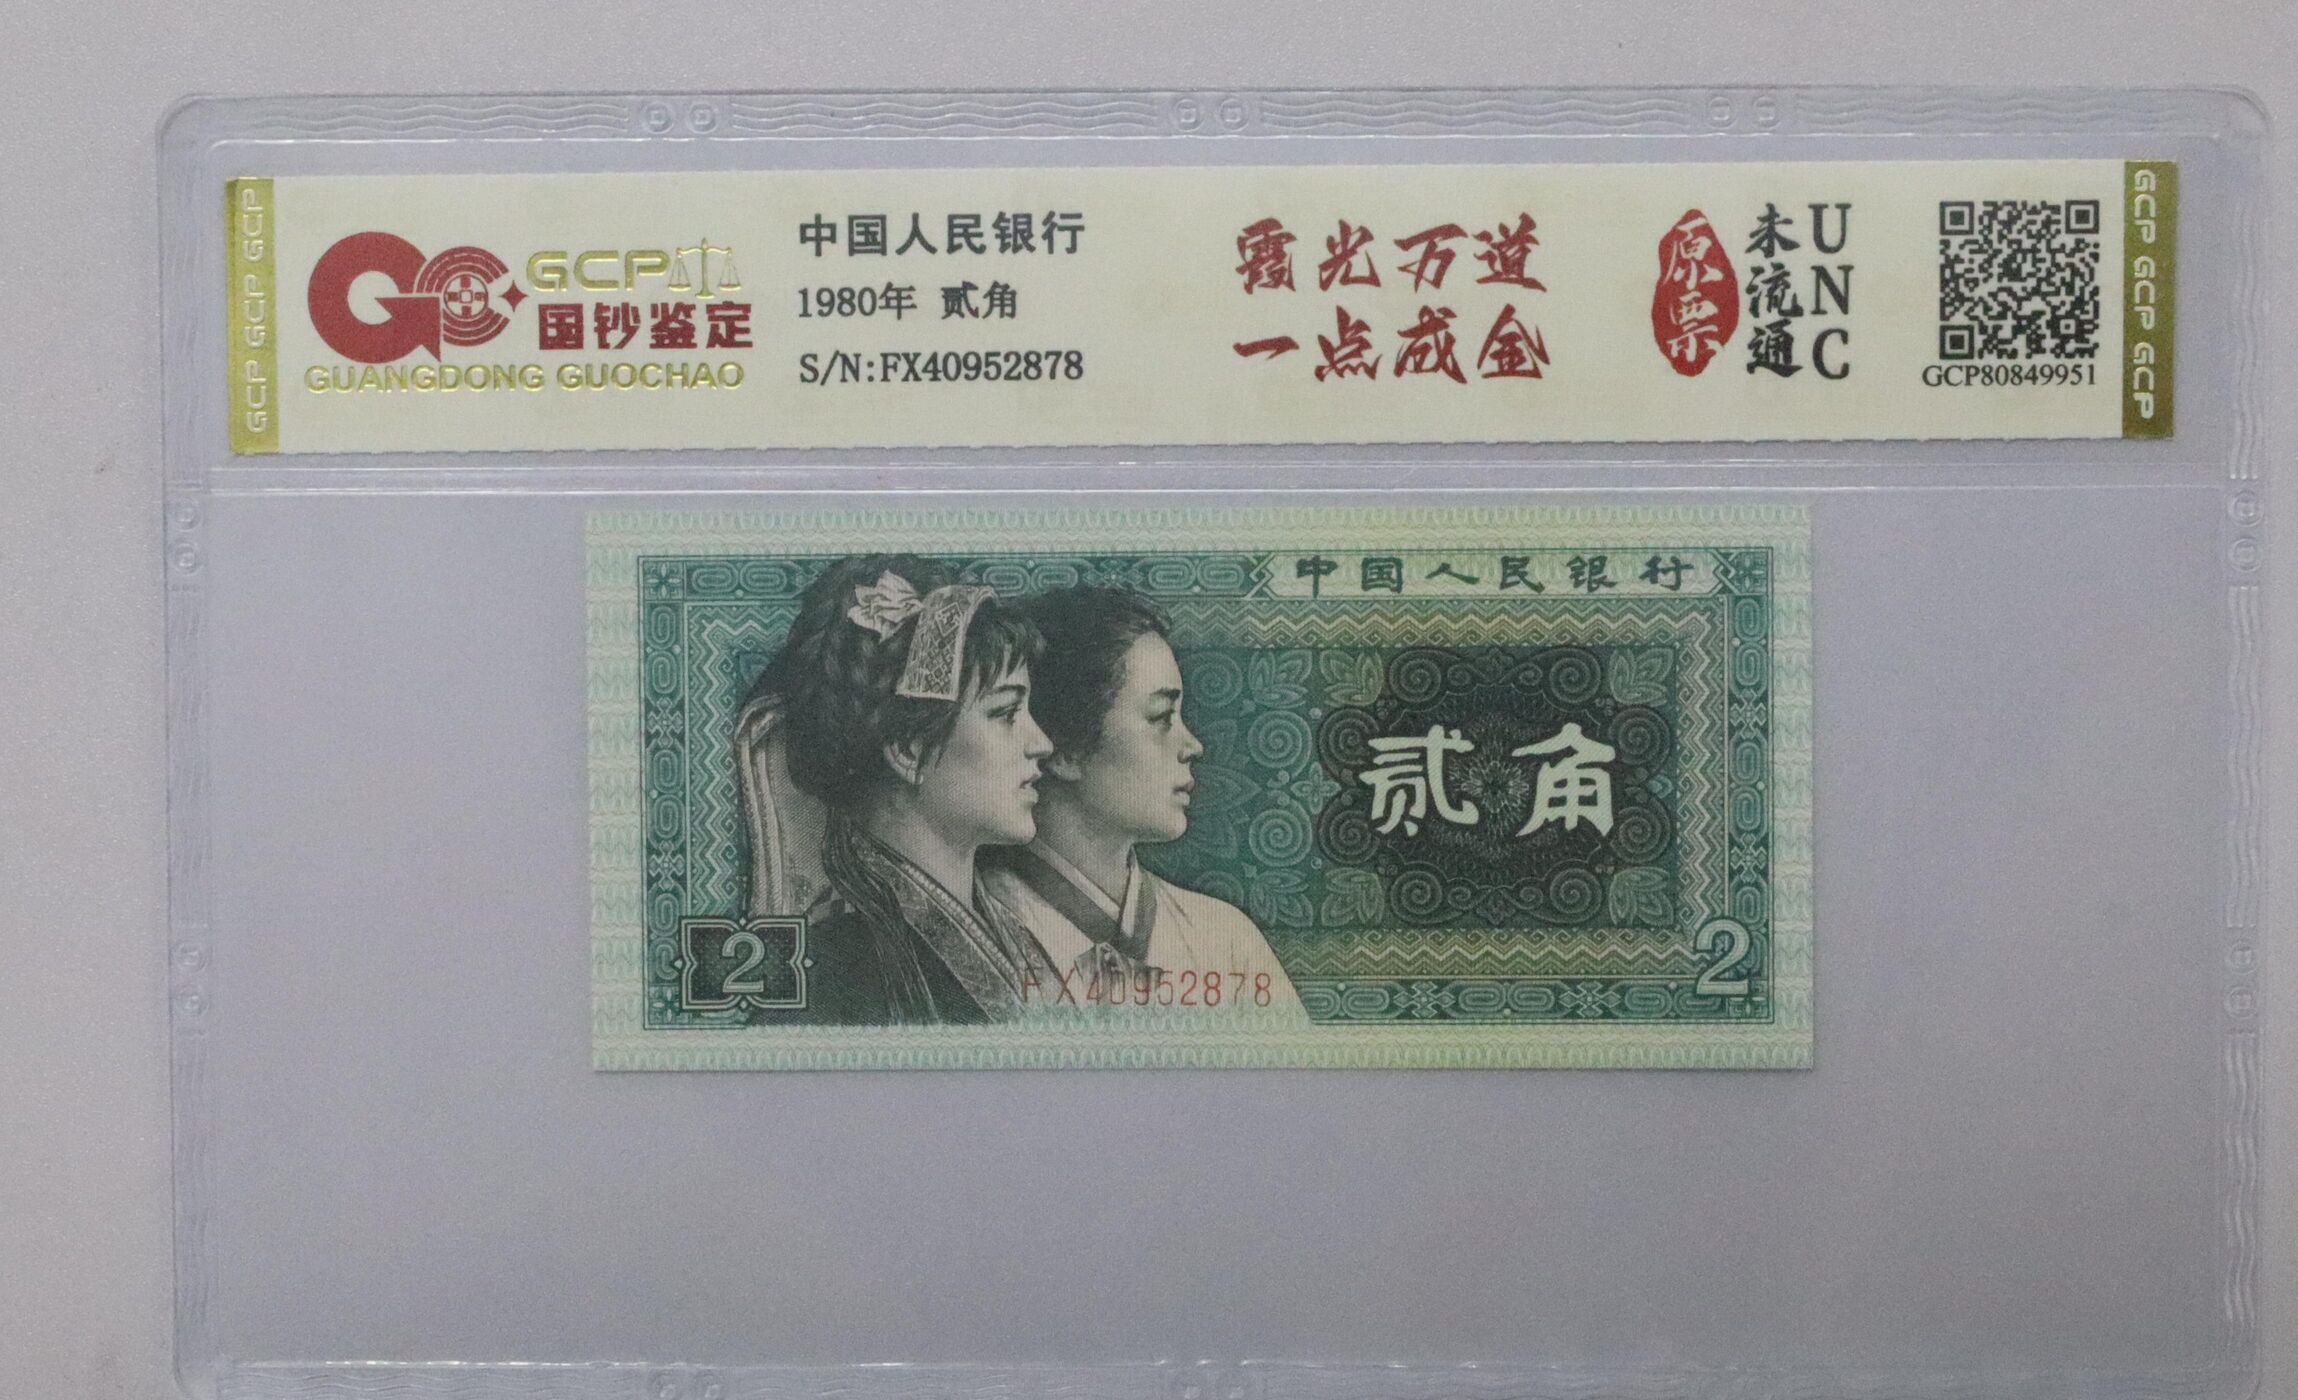 GCP GCP GCP
GCP
国钞鉴定
GUANGDONG GUOCHAO
中国人民银行
1980年 贰角
S/N:FX40952878
霞光万道
一点成金
原票
未流通
UNC
GCP80849951
GCP GCP GCP
中国人民银行
贰角
2
FX40952878
2